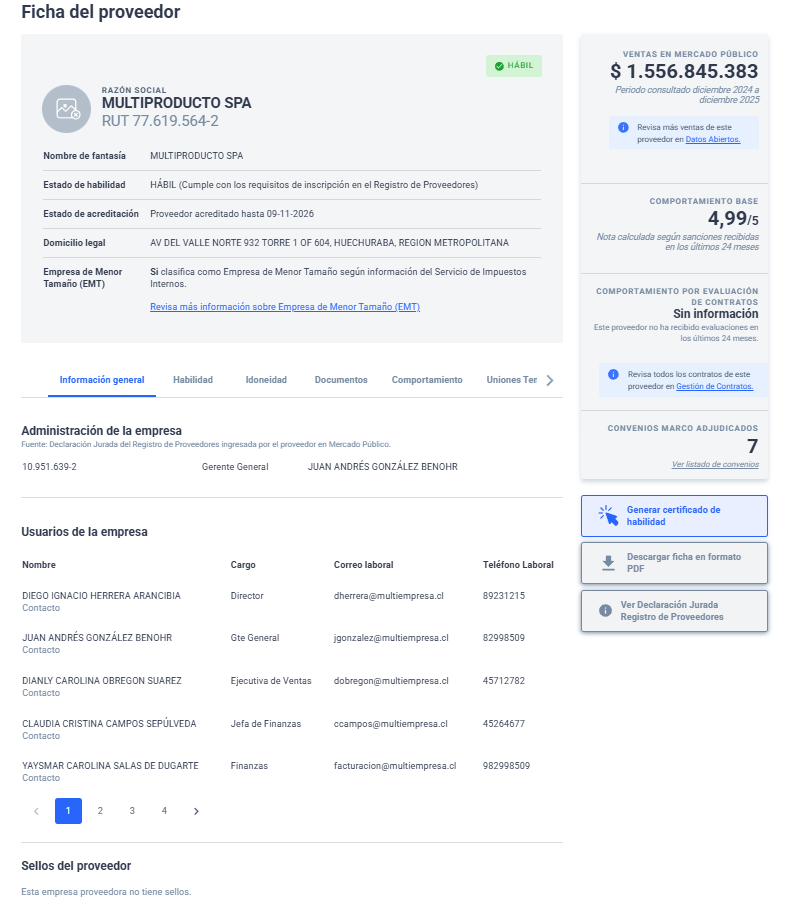 Ficha del proveedor
HÁBIL
RAZÓN SOCIAL
MULTIPRODUCTO SPA
RUT 77.619.564-2
Nombre de fantasía MULTIPRODUCTO SPA
Estado de habilidad HÁBIL (Cumple con los requisitos de inscripción en el Registro de Proveedores)
Estado de acreditación Proveedor acreditado hasta 09-11-2026
Domicilio legal AV DEL VALLE NORTE 932 TORRE 1 OF 604, HUECHURABA, REGION METROPOLITANA
Empresa de Menor Tamaño (EMT)
Si clasifica como Empresa de Menor Tamaño según información del Servicio de Impuestos
Internos.
Revisa más información sobre Empresa de Menor Tamaño (EMT)
Información general Habilidad Idoneidad Documentos Comportamiento Uniones Ter
Administración de la empresa
Fuente: Declaración Jurada del Registro de Proveedores ingresada por el proveedor en Mercado Público.
10.951.639-2 Gerente General JUAN ANDRÉS GONZÁLEZ BENOHR
Usuarios de la empresa
Nombre Cargo Correo laboral Teléfono Laboral
DIEGO IGNACIO HERRERA ARANCIBIA Director dherrera@multiempresa.cl 89231215
Contacto
JUAN ANDRÉS GONZÁLEZ BENOHR Gte General jgonzalez@multiempresa.cl 82998509
Contacto
DIANLY CAROLINA OBREGON SUAREZ Ejecutiva de Ventas dobregon@multiempresa.cl 45712782
Contacto
CLAUDIA CRISTINA CAMPOS SEPÚLVEDA Jefa de Finanzas ccampos@multiempresa.cl 45264677
Contacto
YAYSMAR CAROLINA SALAS DE DUGARTE Finanzas facturacion@multiempresa.cl 982998509
Contacto
1 2 3 4
Sellos del proveedor
Esta empresa proveedora no tiene sellos.
VENTAS EN MERCADO PÚBLICO
$ 1.556.845.383
Periodo consultado diciembre 2024 a
diciembre 2025
Revisa más ventas de este
proveedor en Datos Abiertos.
COMPORTAMIENTO BASE
4,99/5
Nota calculada según sanciones recibidas
en los últimos 24 meses
COMPORTAMIENTO POR EVALUACIÓN
DE CONTRATOS
Sin información
Este proveedor no ha recibido evaluaciones en
los últimos 24 meses.
Revisa todos los contratos de este
proveedor en Gestión de Contratos.
CONVENIOS MARCO ADJUDICADOS
7
Ver listado de convenios
Generar certificado de
habilidad
Descargar ficha en formato
PDF
Ver Declaración Jurada
Registro de Proveedores